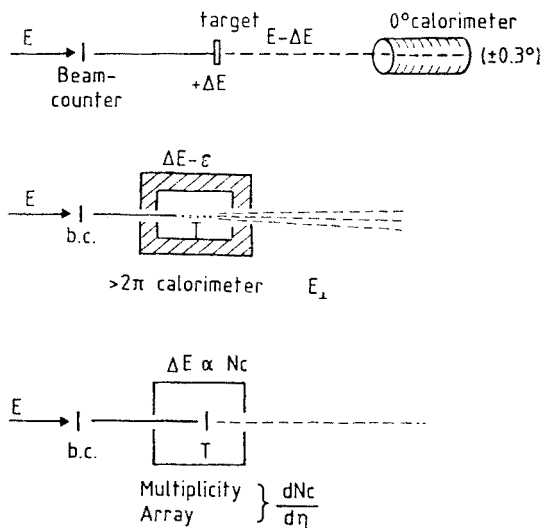 target
0° calorimeter
E
E-ΔE
(±0.3°)
Beam-
counter
+ΔE
ΔE-ε
E
b.c.
T
>2π calorimeter
E⊥
ΔE α Nc
E
b.c.
T
Multiplicity
Array
} dNc
dη